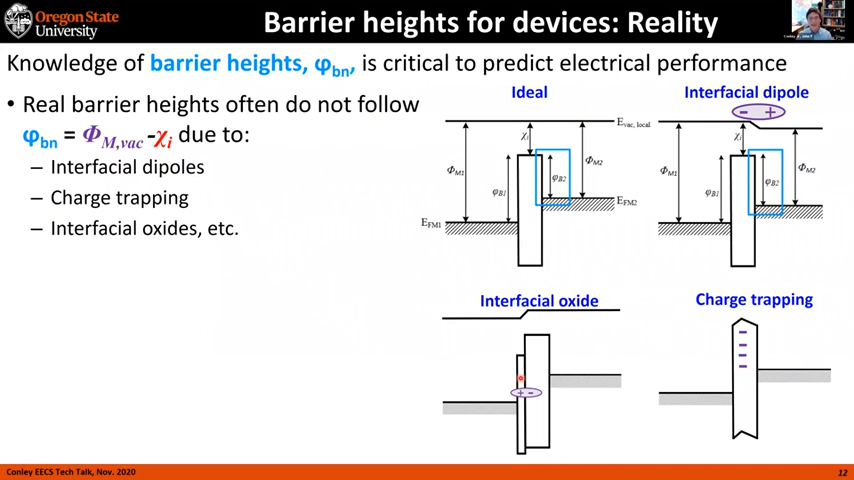 Oregon State
University
Barrier heights for devices: Reality
Knowledge of barrier heights, φbn, is critical to predict electrical performance
• Real barrier heights often do not follow
φbn = ΦM,vac -χi due to:
– Interfacial dipoles
– Charge trapping
– Interfacial oxides, etc.
Ideal
Evac, local
χi
ΦM1
φB1
φB2
ΦM2
EFM1
EFM2
Interfacial dipole
– +
χi
ΦM1
φB1
φB2
ΦM2
Interfacial oxide
+ –
Charge trapping
–
–
–
–
Conley EECS Tech Talk, Nov. 2020
12